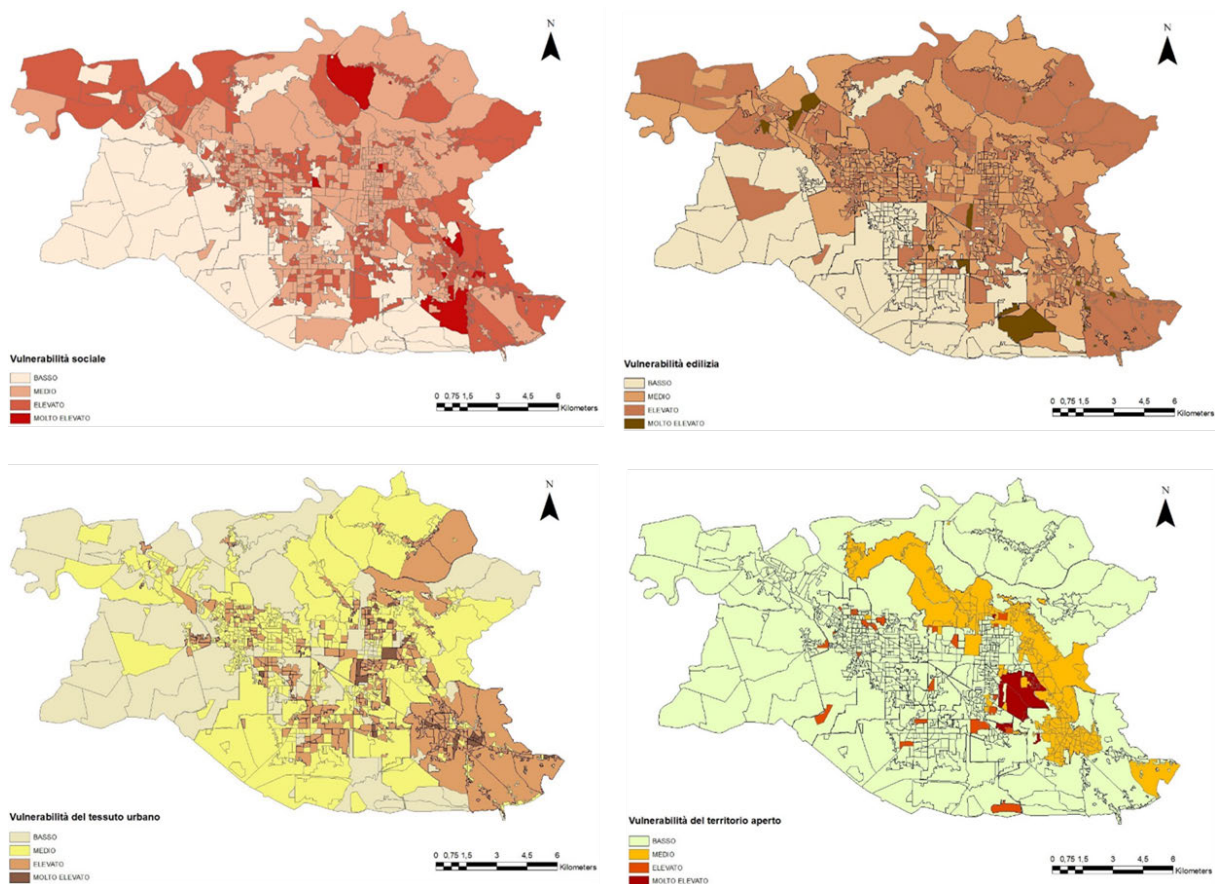 N
Vulnerabilità sociale
BASSO
MEDIO
ELEVATO
MOLTO ELEVATO
0 0,75 1,5 3 4,5 6
Kilometers
N
Vulnerabilità edilizia
BASSO
MEDIO
ELEVATO
MOLTO ELEVATO
0 0,75 1,5 3 4,5 6
Kilometers
N
Vulnerabilità del tessuto urbano
BASSO
MEDIO
ELEVATO
MOLTO ELEVATO
0 0,75 1,5 3 4,5 6
Kilometers
N
Vulnerabilità del territorio aperto
BASSO
MEDIO
ELEVATO
MOLTO ELEVATO
0 0,75 1,5 3 4,5 6
Kilometers